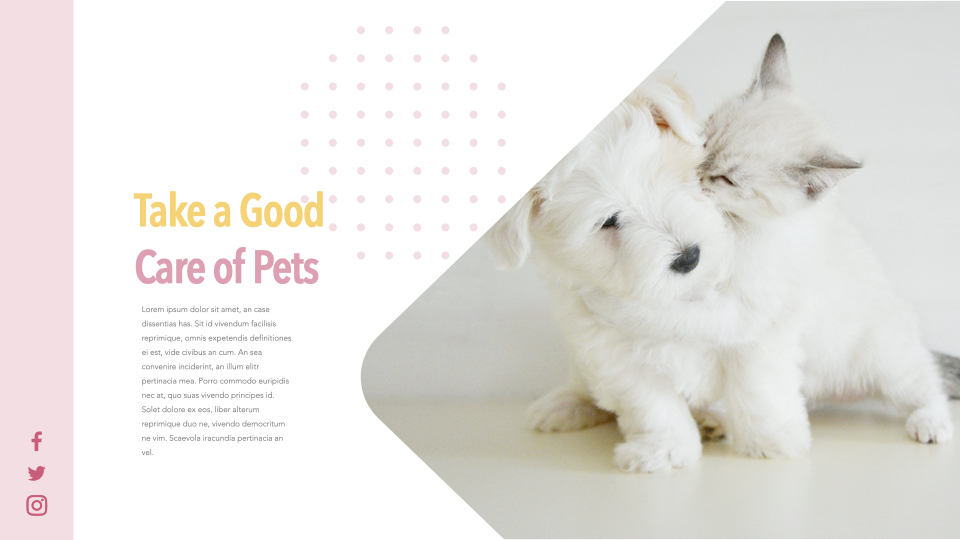 Take a Good
Care of Pets
Lorem ipsum dolor sit amet, an case
dissentias has. Sit id vivendum facilisis
reprimique, omnis expetendis definitiones
ei est, vide civibus an cum. An sea
convenire inciderint, an illum elitr
pertinacia mea. Porro commodo euripidis
nec at, quo suas vivendo principes id.
Solet dolore ex eos, liber alterum
reprimique duo ne, vivendo democritum
ne vim. Scaevola iracundia pertinacia an
vel.